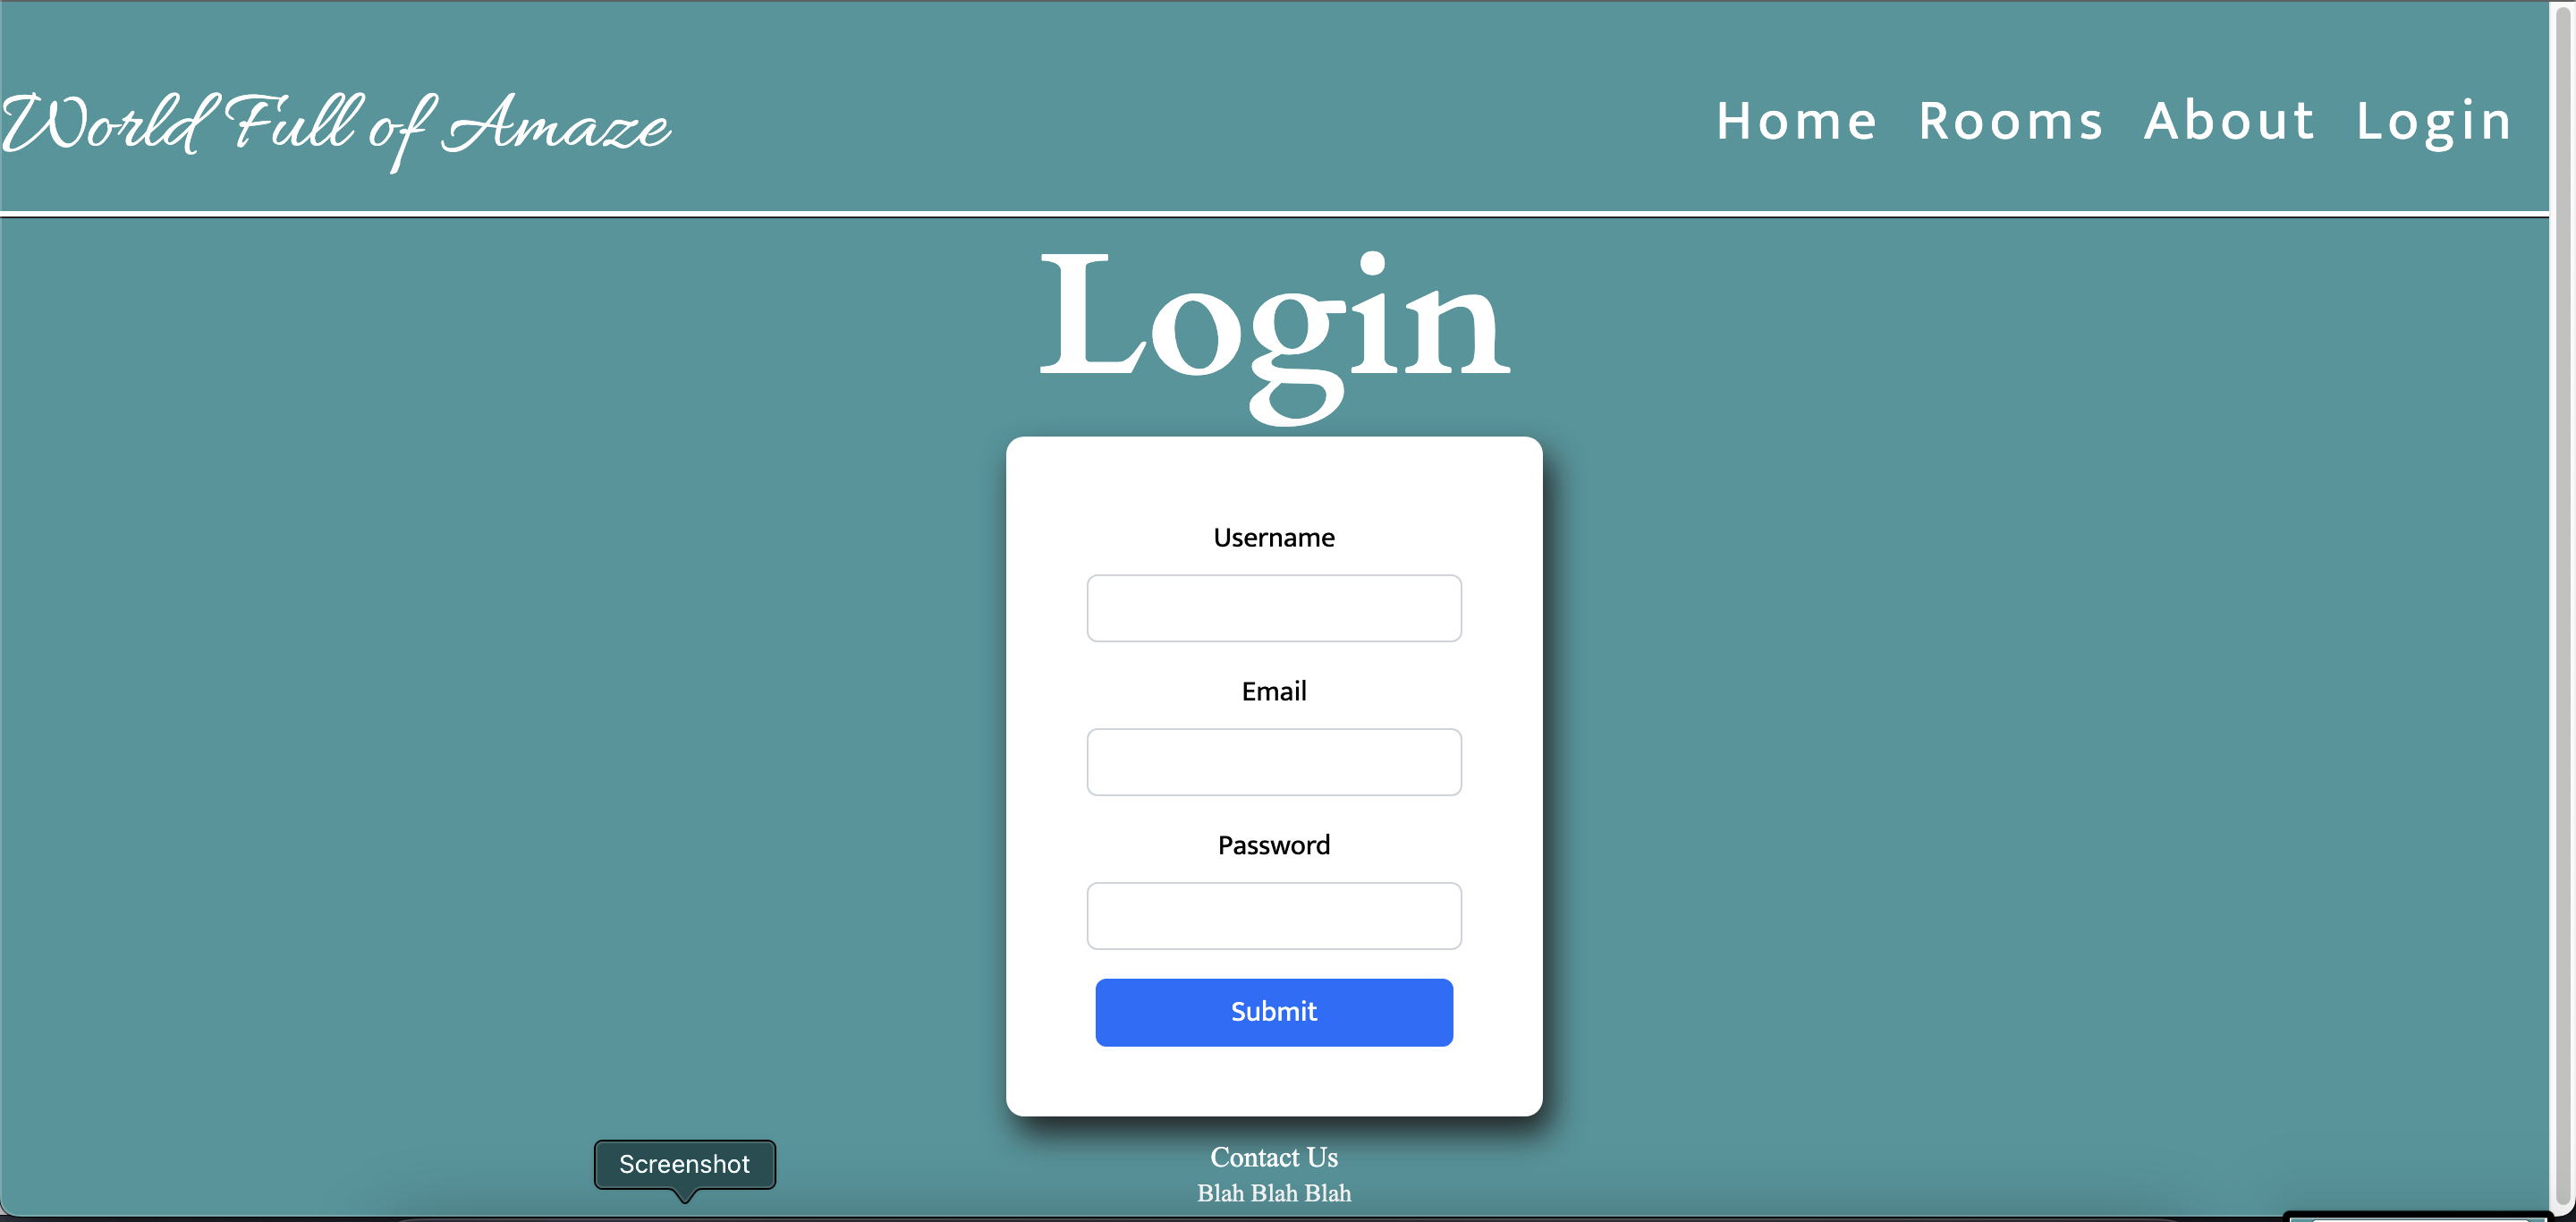 World Full of Amaze
Home Rooms About Login
Login
Username
Email
Password
Submit
Screenshot
Contact Us
Blah Blah Blah